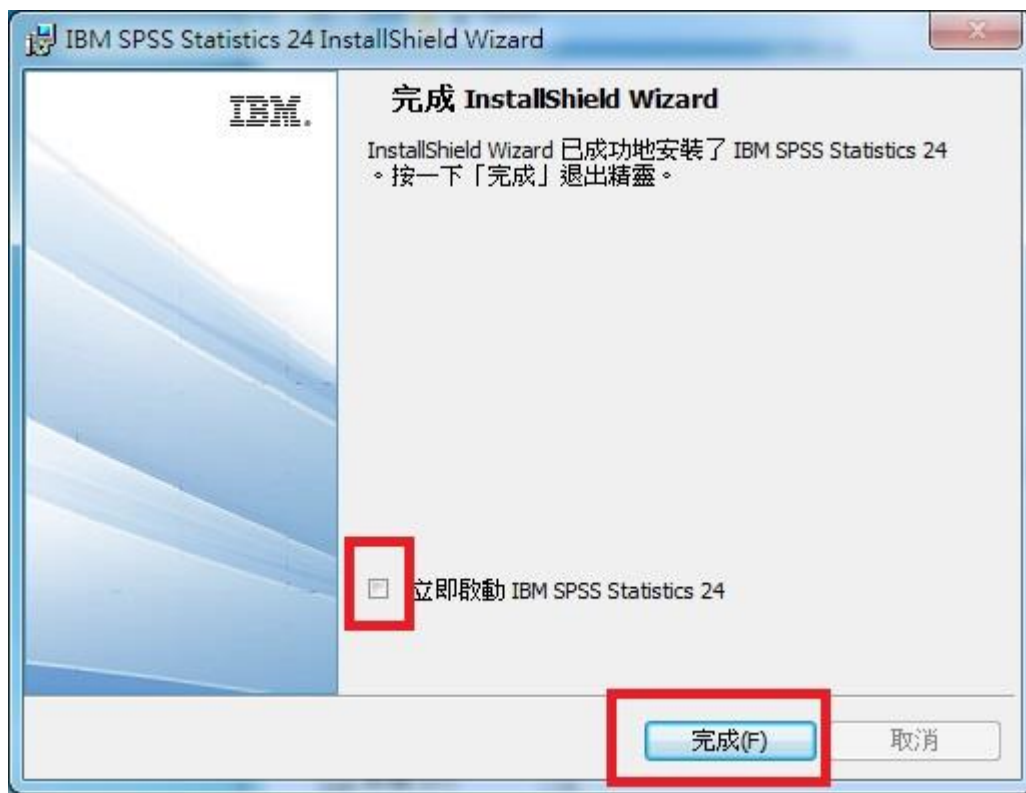 IBM SPSS Statistics 24 InstallShield Wizard
IBM.
完成 InstallShield Wizard
InstallShield Wizard 已成功地安裝了 IBM SPSS Statistics 24
。按一下「完成」退出精靈。
立即啟動 IBM SPSS Statistics 24
完成(F)
取消